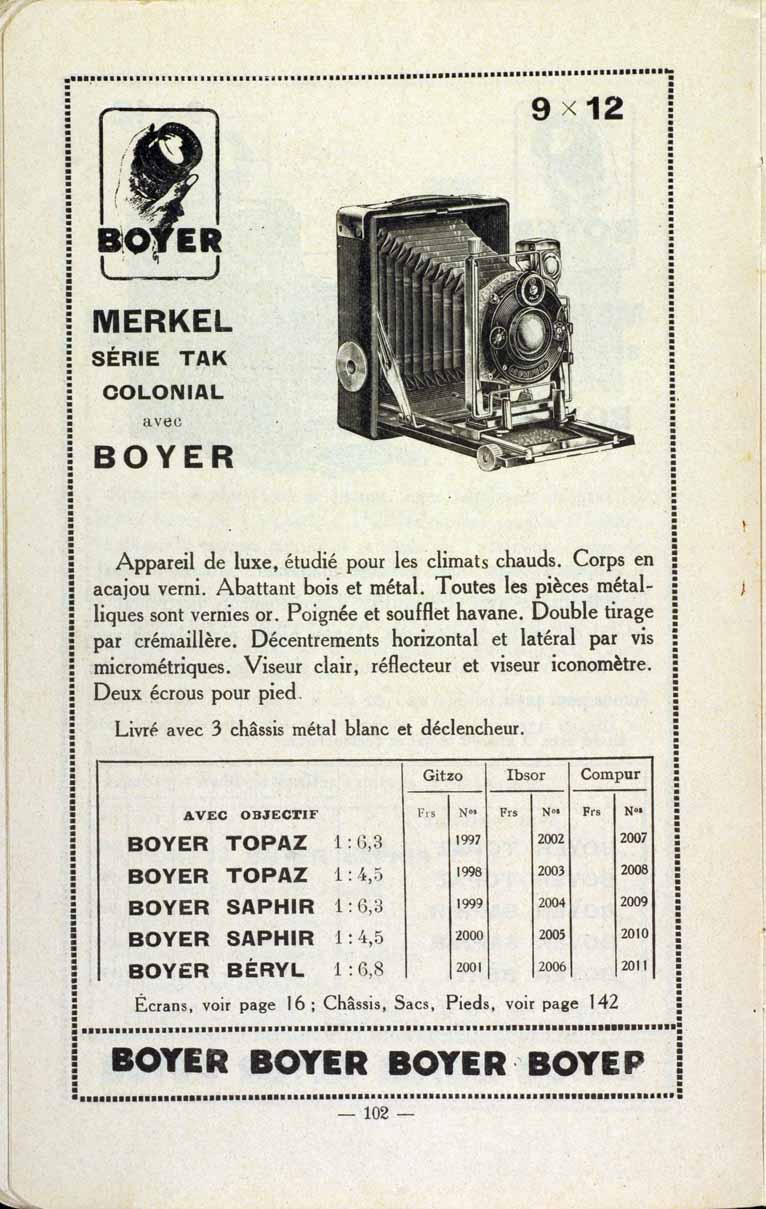 9 × 12
BOYER
MERKEL
SÉRIE TAK
COLONIAL
avec
BOYER
Appareil de luxe, étudié pour les climats chauds. Corps en
acajou verni. Abattant bois et métal. Toutes les pièces métal-
liques sont vernies or. Poignée et soufflet havane. Double tirage
par crémaillère. Décentrements horizontal et latéral par vis
micrométriques. Viseur clair, réflecteur et viseur iconomètre.
Deux écrous pour pied.
Livré avec 3 châssis métal blanc et déclencheur.
Gitzo Ibsor Compur
AVEC OBJECTIF Frs Nos Frs Nos Frs Nos
BOYER TOPAZ 1 : 6,3 1997 2002 2007
BOYER TOPAZ 1 : 4,5 1998 2003 2008
BOYER SAPHIR 1 : 6,3 1999 2004 2009
BOYER SAPHIR 1 : 4,5 2000 2005 2010
BOYER BÉRYL 1 : 6,8 2001 2006 2011
Écrans, voir page 16 ; Châssis, Sacs, Pieds, voir page 142
BOYER BOYER BOYER BOYER
— 102 —